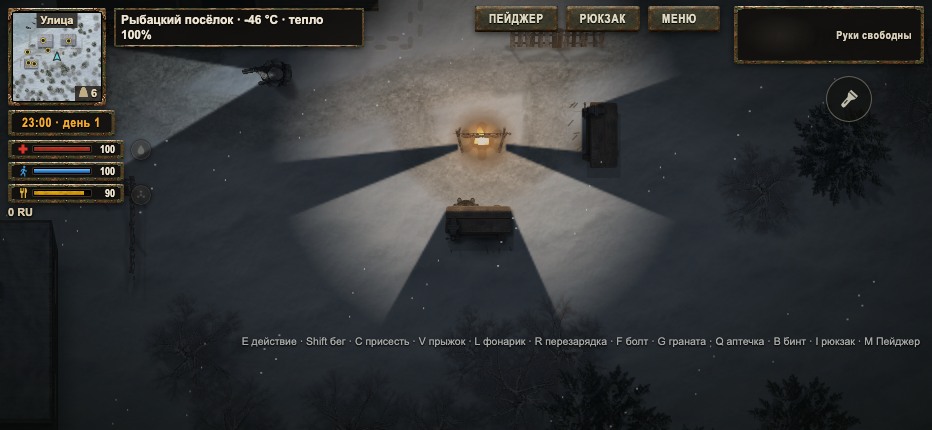 Улица
6
Рыбацкий посёлок · -46 °C · тепло
100%
ПЕЙДЖЕР
РЮКЗАК
МЕНЮ
Руки свободны
23:00 · день 1
100
100
90
0 RU
E действие · Shift бег · C присесть · V прыжок · L фонарик · R перезарядка · F болт · G граната · Q аптечка · B бинт · I рюкзак · M Пейджер